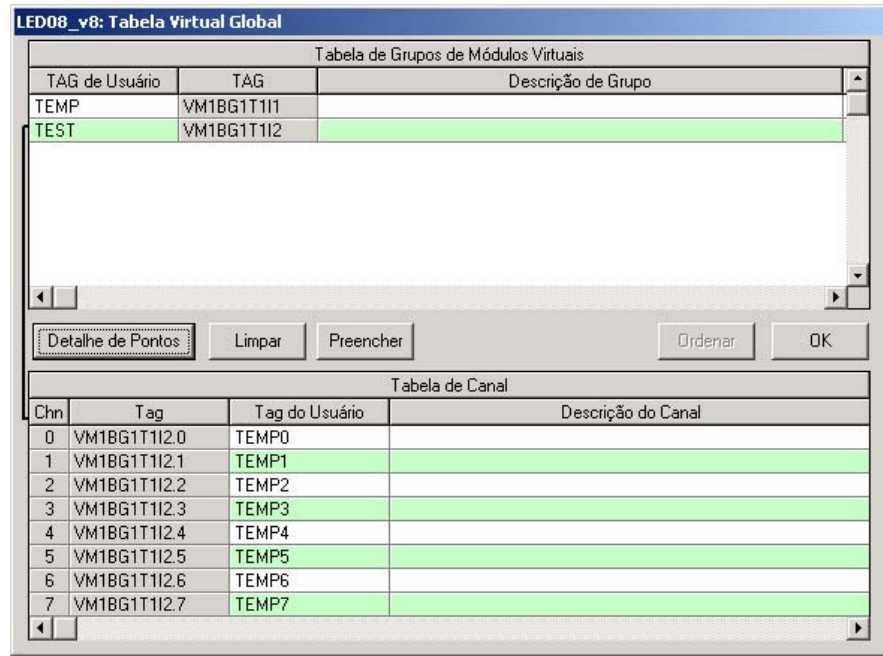 LED08_v8: Tabela Virtual Global
Tabela de Grupos de Módulos Virtuais
TAG de Usuário TAG Descrição de Grupo
TEMP VM1BG1T1I1
TEST VM1BG1T1I2
Detalhe de Pontos Limpar Preencher Ordenar OK
Tabela de Canal
Chn Tag Tag do Usuário Descrição do Canal
0 VM1BG1T1I2.0 TEMP0
1 VM1BG1T1I2.1 TEMP1
2 VM1BG1T1I2.2 TEMP2
3 VM1BG1T1I2.3 TEMP3
4 VM1BG1T1I2.4 TEMP4
5 VM1BG1T1I2.5 TEMP5
6 VM1BG1T1I2.6 TEMP6
7 VM1BG1T1I2.7 TEMP7